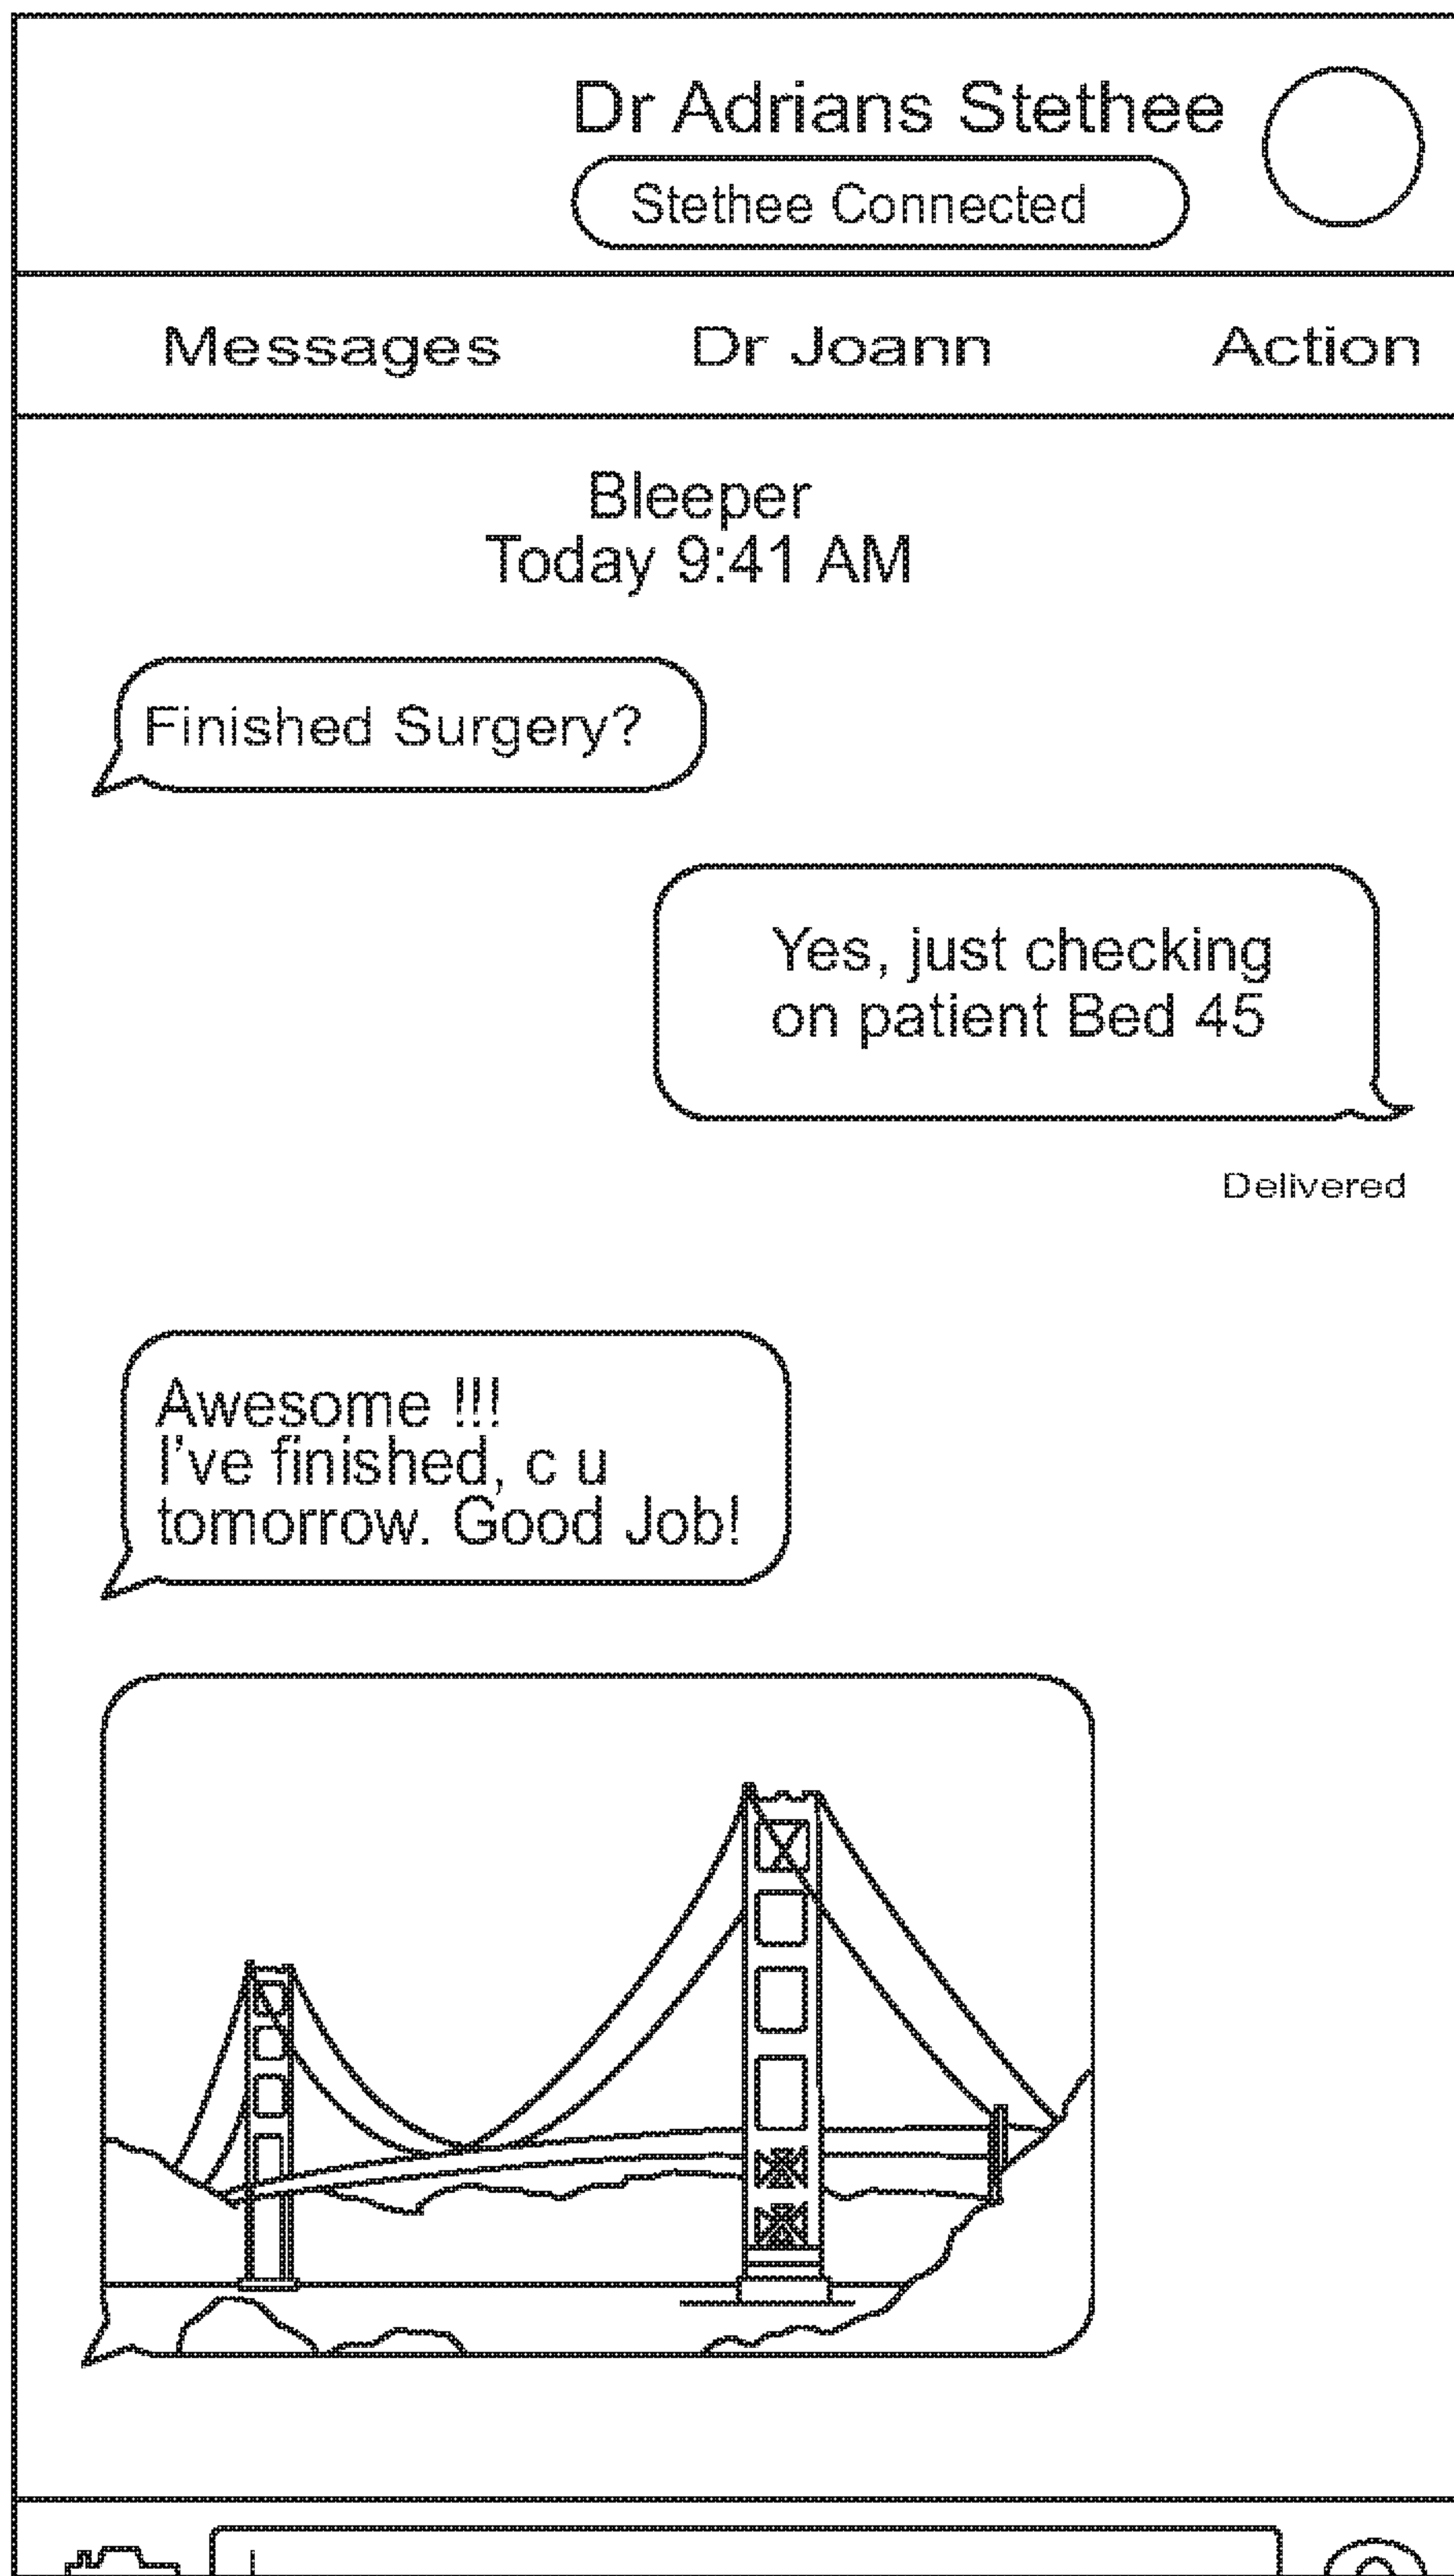 Dr Adrians Stethee
Stethee Connected
Messages Dr Joann Action
Bleeper
Today 9:41 AM
Finished Surgery?
Yes, just checking
on patient Bed 45
Delivered
Awesome !!!
I've finished, c u
tomorrow. Good Job!